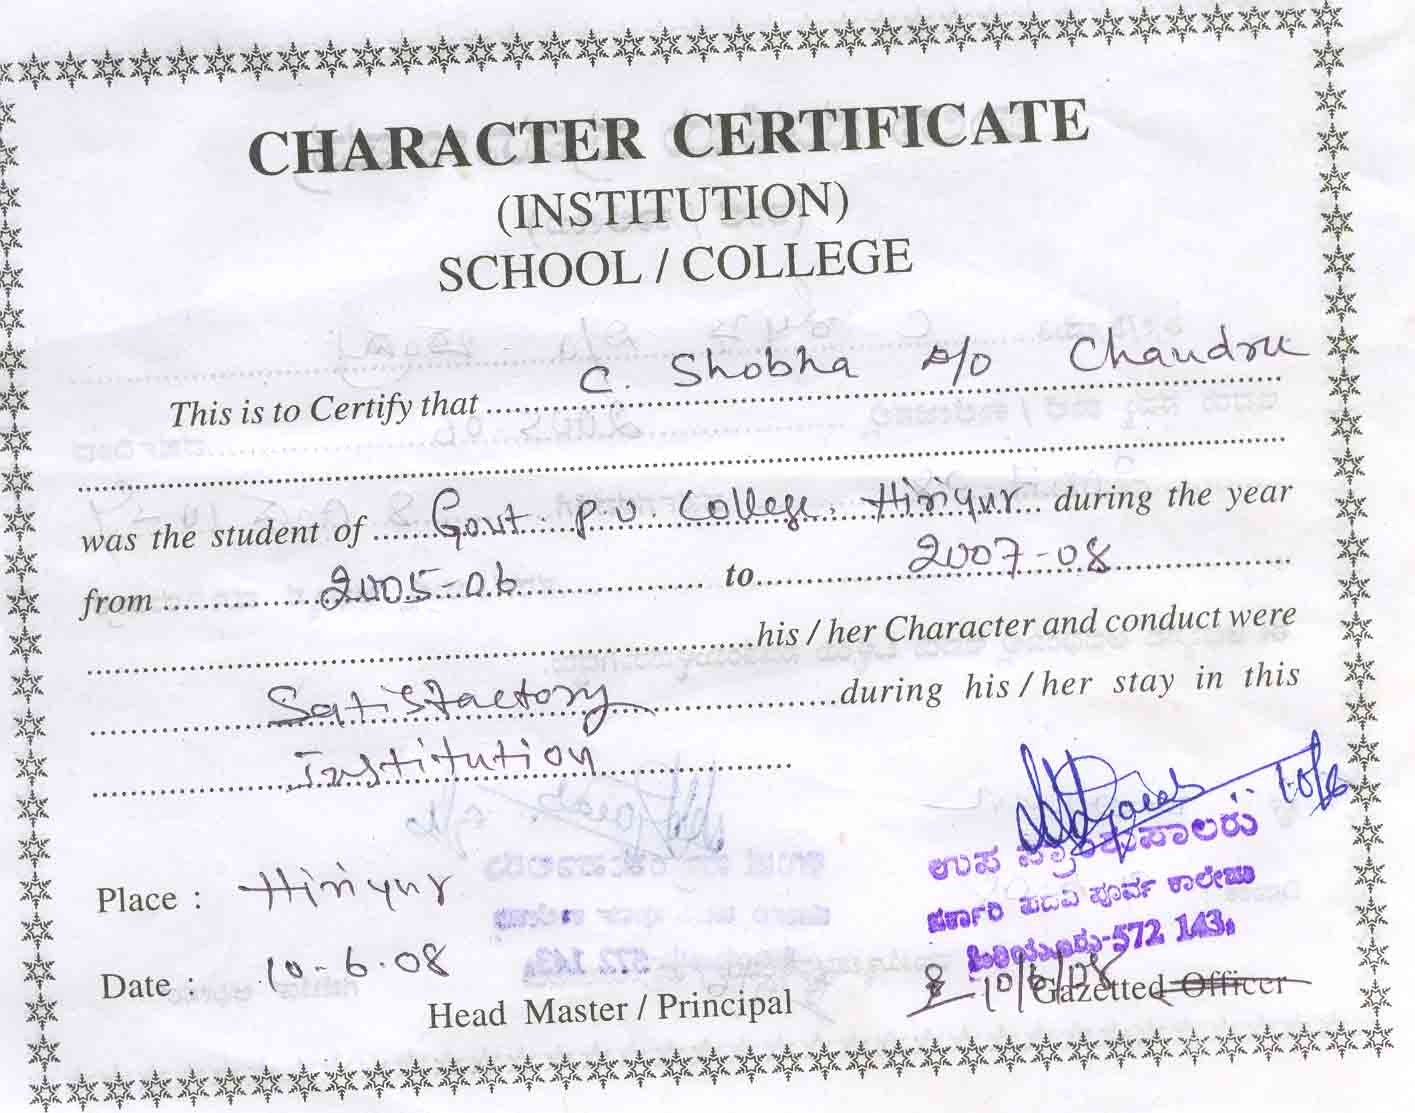 CHARACTER CERTIFICATE
(INSTITUTION)
SCHOOL / COLLEGE
This is to Certify that C. Shobha D/o Chandru
was the student of Govt. P U College, Hiriyur during the year
from 2005-06 to 2007-08
his / her Character and conduct were
Satisfactory during his / her stay in this
Institution
ಉಪ ಪ್ರಾಂಶುಪಾಲರು
ಸರ್ಕಾರಿ ಪದವಿ ಪೂರ್ವ ಕಾಲೇಜು
ಹಿರಿಯೂರು-572 143.
Place : Hiriyur
Date : 10-6-08
Head Master / Principal
10/6/08
Gazetted Officer